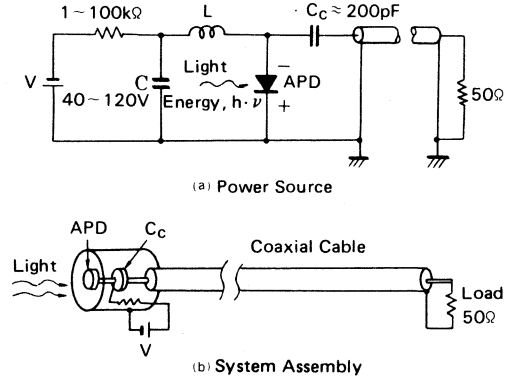 1~100kΩ
L
Cc≈200pF
V
40~120V
C
Light
Energy, h·ν
−
APD
+
50Ω
(a) Power Source
APD
Cc
Light
Coaxial Cable
V
Load
50Ω
(b) System Assembly